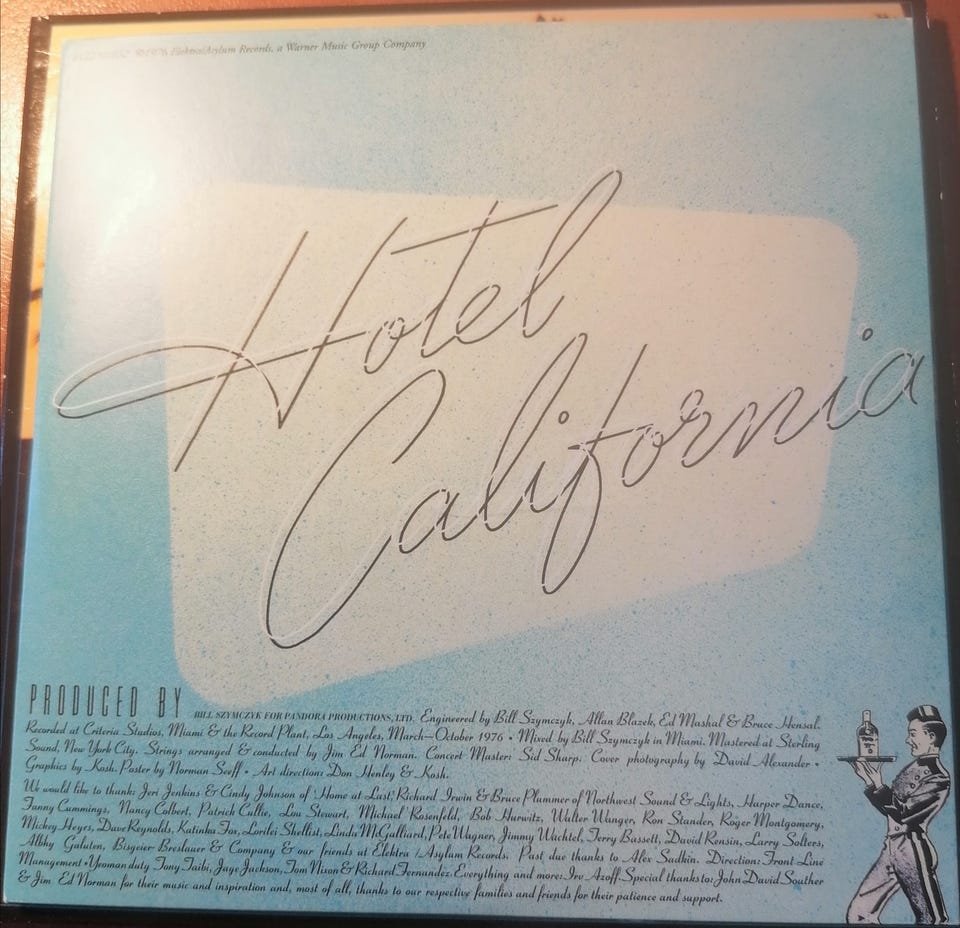 ℗1976 Elektra/Asylum Records, a Warner Music Group Company
Hotel
California
PRODUCED BY BILL SZYMCZYK FOR PANDORA PRODUCTIONS, LTD. Engineered by Bill Szymczyk, Allan Blazek, Ed Mashal & Bruce Hensal.
Recorded at Criteria Studios, Miami & the Record Plant, Los Angeles, March–October 1976 • Mixed by Bill Szymczyk in Miami. Mastered at Sterling
Sound, New York City. Strings arranged & conducted by Jim Ed Norman. Concert Master: Sid Sharp. Cover photography by David Alexander •
Graphics by Kosh. Poster by Norman Seeff • Art direction: Don Henley & Kosh.
We would like to thank: Jeri Jenkins & Candy Johnson of 'Home at Last', Richard Irwin & Bruce Plummer of Northwest Sound & Lights, Harper Dance,
Fanny Cummings, Nancy Colbert, Patrick Cullie, Lou Stewart, Michael Rosenfeld, Bob Hurwitz, Walter Wanger, Ron Stander, Roger Montgomery,
Mickey Heyes, Dave Reynolds, Katinka Fox, Lorelei Shellist, Linda McGalliard, Pete Wagner, Jimmy Wachtel, Terry Bassett, David Rensin, Larry Solters,
Albhy Galuten, Bisgeier Breslauer & Company & our friends at Elektra/Asylum Records. Past due thanks to Alex Sadkin. Direction: Front Line
Management • Yeoman duty Tony Taibi, Jage Jackson, Tom Nixon & Richard Fernandez. Everything and more: Irv Azoff. Special thanks to: John David Souther
& Jim Ed Norman for their music and inspiration and, most of all, thanks to our respective families and friends for their patience and support.